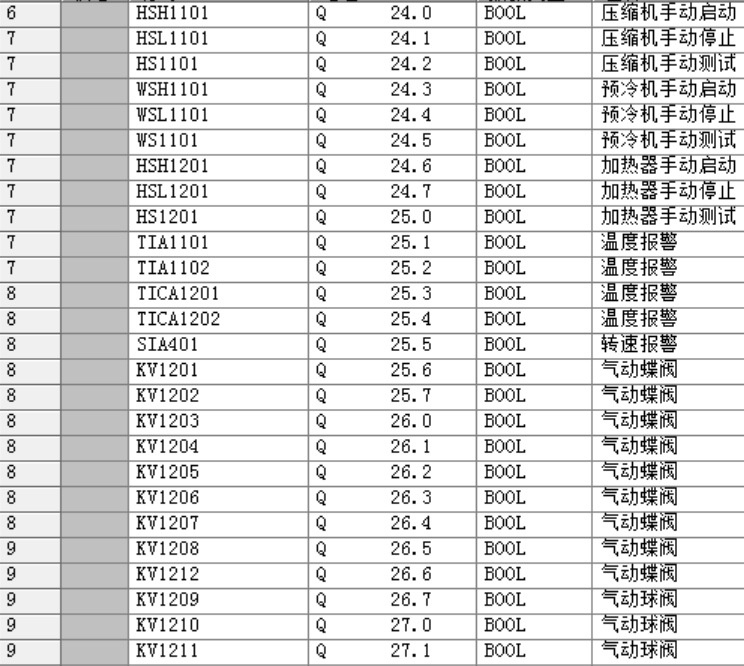 6 HSH1101 Q 24.0 BOOL 压缩机手动启动
7 HSL1101 Q 24.1 BOOL 压缩机手动停止
7 HS1101 Q 24.2 BOOL 压缩机手动测试
7 WSH1101 Q 24.3 BOOL 预冷机手动启动
7 WSL1101 Q 24.4 BOOL 预冷机手动停止
7 WS1101 Q 24.5 BOOL 预冷机手动测试
7 HSH1201 Q 24.6 BOOL 加热器手动启动
7 HSL1201 Q 24.7 BOOL 加热器手动停止
7 HS1201 Q 25.0 BOOL 加热器手动测试
7 TIA1101 Q 25.1 BOOL 温度报警
7 TIA1102 Q 25.2 BOOL 温度报警
8 TICA1201 Q 25.3 BOOL 温度报警
8 TICA1202 Q 25.4 BOOL 温度报警
8 SIA401 Q 25.5 BOOL 转速报警
8 KV1201 Q 25.6 BOOL 气动蝶阀
8 KV1202 Q 25.7 BOOL 气动蝶阀
8 KV1203 Q 26.0 BOOL 气动蝶阀
8 KV1204 Q 26.1 BOOL 气动蝶阀
8 KV1205 Q 26.2 BOOL 气动蝶阀
8 KV1206 Q 26.3 BOOL 气动蝶阀
8 KV1207 Q 26.4 BOOL 气动蝶阀
9 KV1208 Q 26.5 BOOL 气动蝶阀
9 KV1212 Q 26.6 BOOL 气动蝶阀
9 KV1209 Q 26.7 BOOL 气动球阀
9 KV1210 Q 27.0 BOOL 气动球阀
9 KV1211 Q 27.1 BOOL 气动球阀